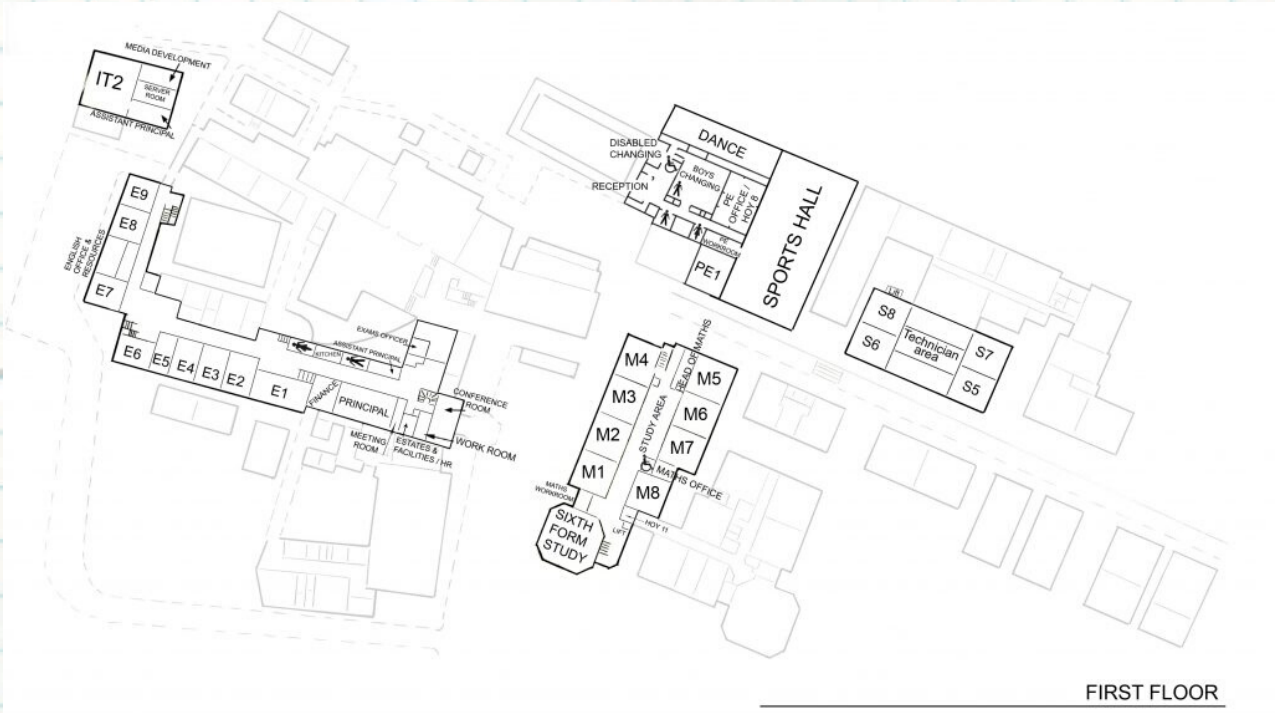 MEDIA DEVELOPMENT
IT2
SERVER
ROOM
ASSISTANT PRINCIPAL
E9
E8
ENGLISH
OFFICE &
RESOURCES
E7
E6
E5
E4
E3
E2
E1
EXAMS OFFICER
ASSISTANT PRINCIPAL
KITCHEN
FINANCE
PRINCIPAL
CONFERENCE
ROOM
WORK ROOM
MEETING
ROOM
ESTATES &
FACILITIES / HR
DISABLED
CHANGING
DANCE
RECEPTION
BOYS
CHANGING
PE
OFFICE /
HOY 8
PE
WORKROOM
PE1
SPORTS HALL
M4
M3
M2
M1
HEAD OF MATHS
STUDY AREA
M5
M6
M7
MATHS OFFICE
M8
MATHS
WORKROOM
SIXTH
FORM
STUDY
LIFT
HOY 11
Lift
S8
S6
Technician
area
S7
S5
FIRST FLOOR